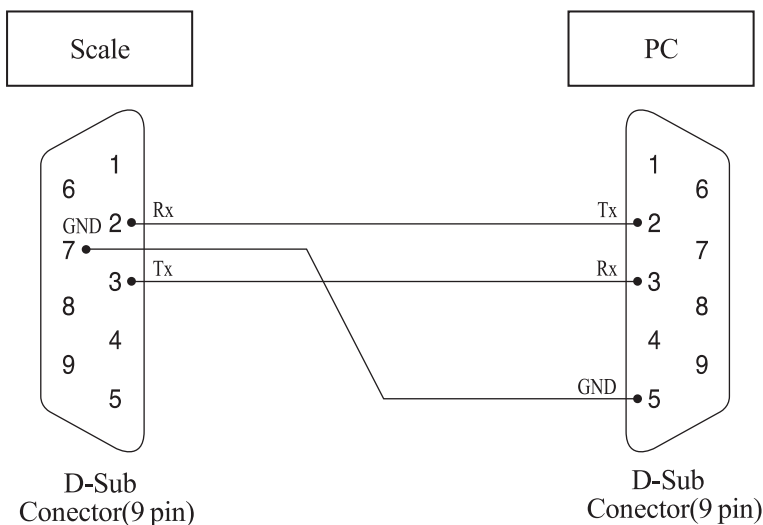 Scale
PC
1
6
2
GND
7
3
8
4
9
5
Rx
Tx
Tx
Rx
GND
1
6
2
7
3
8
4
9
5
D-Sub
Conector(9 pin)
D-Sub
Conector(9 pin)